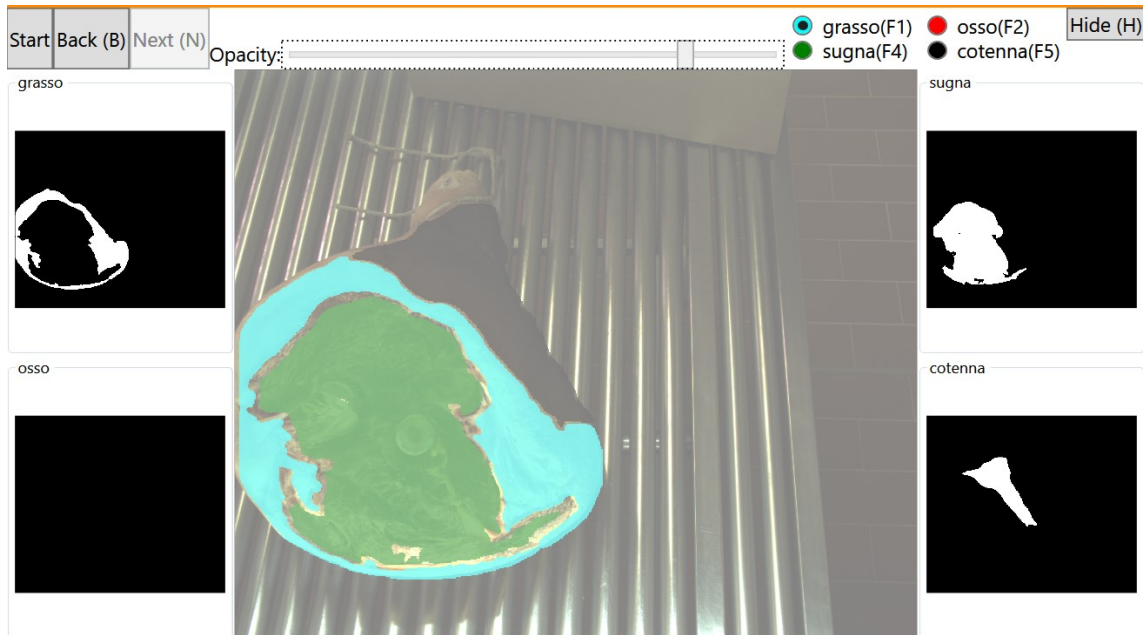 Start Back (B) Next (N) Opacity: grasso(F1) osso(F2) Hide (H)
sugna(F4) cotenna(F5)
grasso
sugna
osso
cotenna